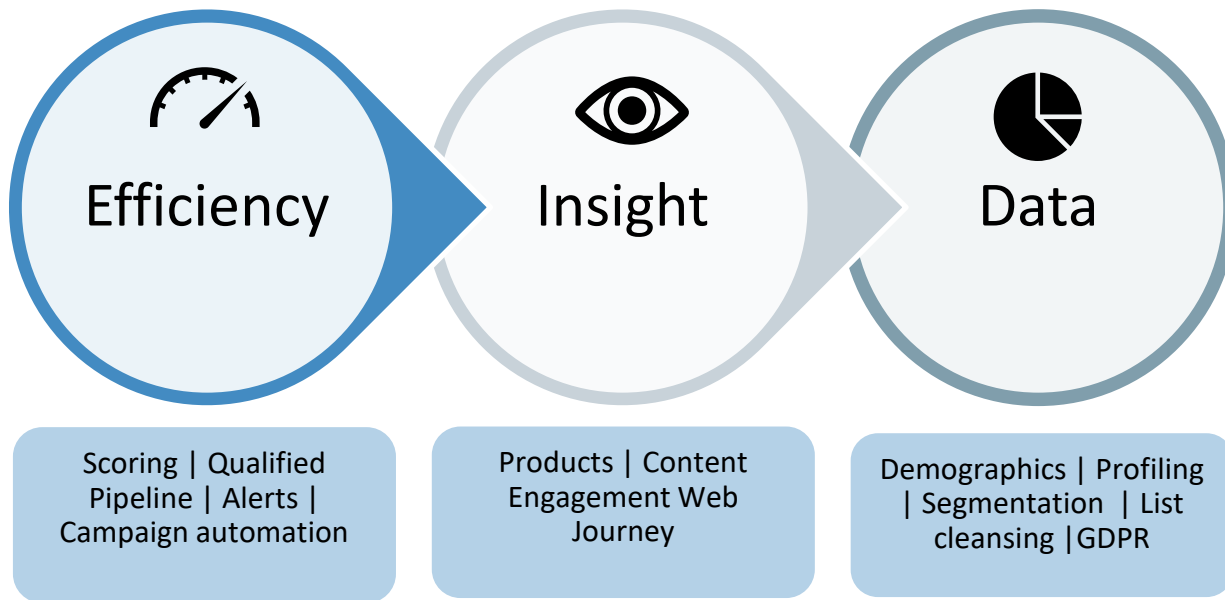 Efficiency
Insight
Data
Scoring | Qualified
Pipeline | Alerts |
Campaign automation
Products | Content
Engagement Web
Journey
Demographics | Profiling
| Segmentation | List
cleansing |GDPR